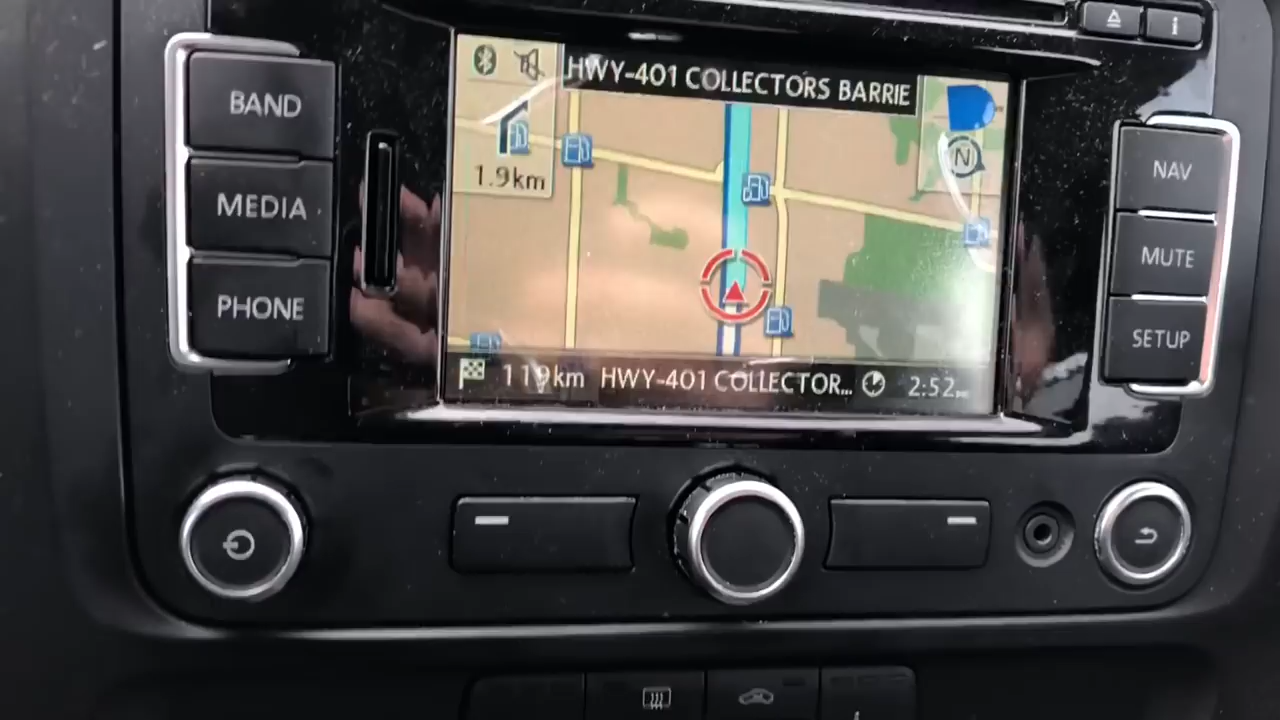 BAND
MEDIA
PHONE
HWY-401 COLLECTORS BARRIE
1.9km
N
119km HWY-401 COLLECTOR... 2:52
i
NAV
MUTE
SETUP